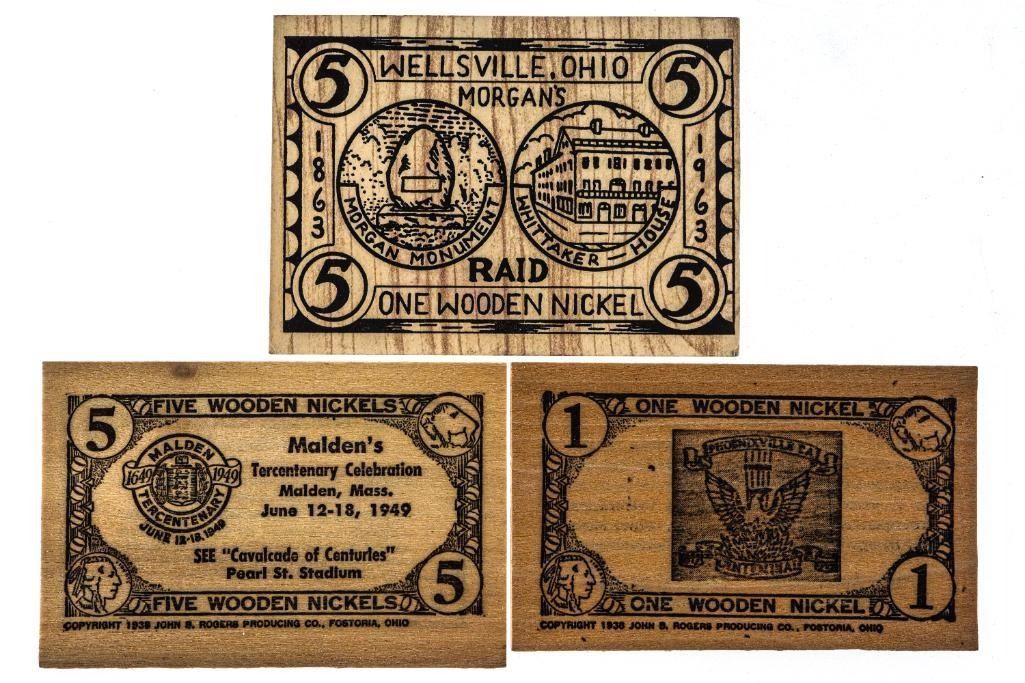 5 WELLSVILLE, OHIO 5
MORGAN'S
1863
1963
MORGAN MONUMENT
WHITTAKER — HOUSE
RAID
5 ONE WOODEN NICKEL 5
5 FIVE WOODEN NICKELS
MALDEN
1649 1949
TERCENTENARY
JUNE 12-18, 1949
Malden's
Tercentenary Celebration
Malden, Mass.
June 12-18, 1949
SEE "Cavalcade of Centuries"
Pearl St. Stadium
FIVE WOODEN NICKELS 5
COPYRIGHT 1938 JOHN B. ROGERS PRODUCING CO., FOSTORIA, OHIO
1 ONE WOODEN NICKEL
PHOENIXVILLE PA.
CENTENNIAL
ONE WOODEN NICKEL 1
COPYRIGHT 1938 JOHN B. ROGERS PRODUCING CO., FOSTORIA, OHIO